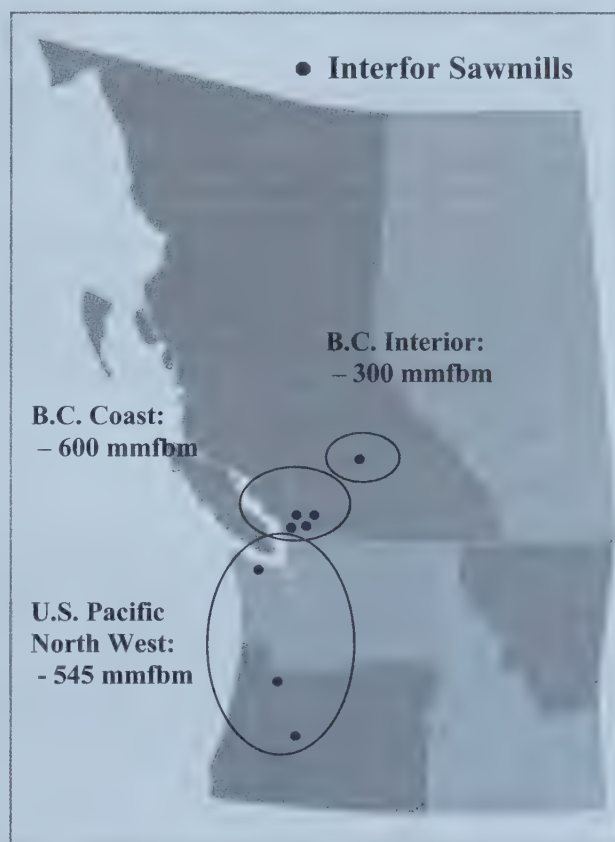 ● Interfor Sawmills
B.C. Interior:
– 300 mmfbm
B.C. Coast:
– 600 mmfbm
U.S. Pacific
North West:
- 545 mmfbm